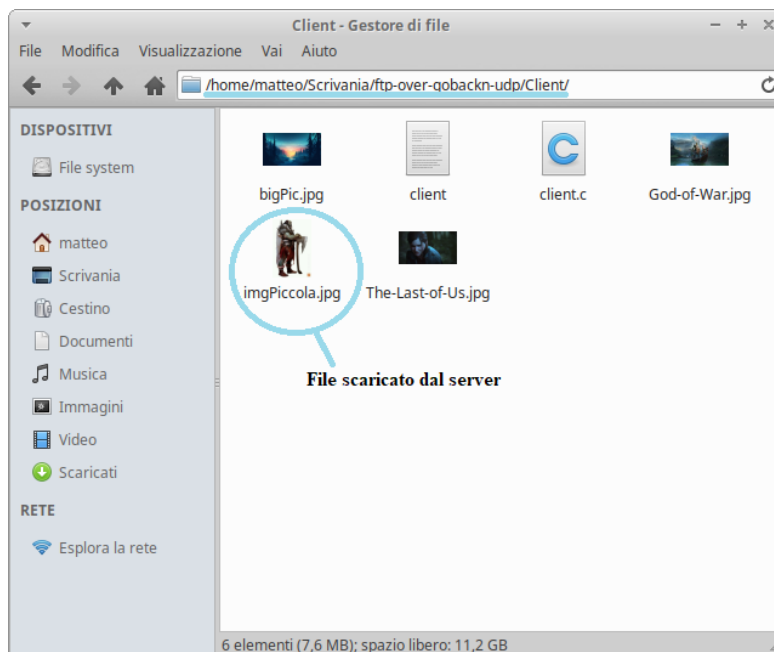 Client - Gestore di file
File Modifica Visualizzazione Vai Aiuto
/home/matteo/Scrivania/ftp-over-gobackn-udp/Client/
DISPOSITIVI
File system
POSIZIONI
matteo
Scrivania
Cestino
Documenti
Musica
Immagini
Video
Scaricati
RETE
Esplora la rete
bigPic.jpg client client.c God-of-War.jpg
imgPiccola.jpg The-Last-of-Us.jpg
File scaricato dal server
6 elementi (7,6 MB); spazio libero: 11,2 GB